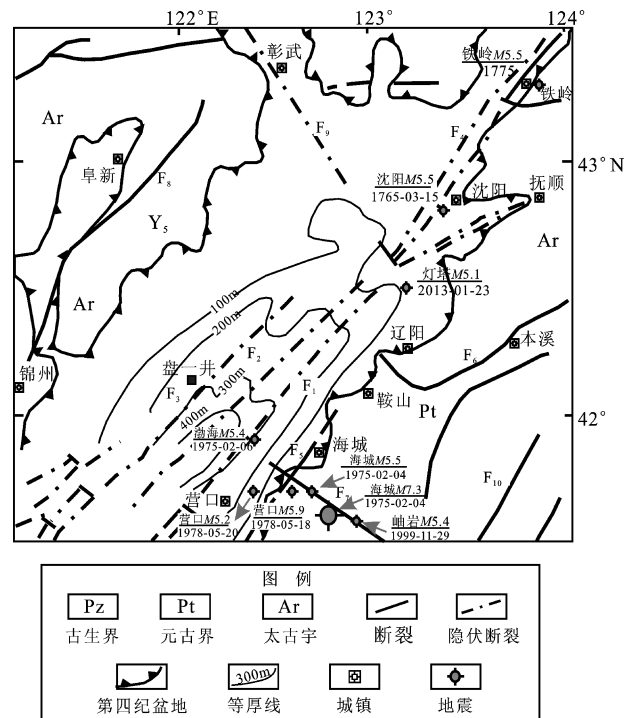 122°
123°
124°
彰武
铁岭M5.5
1775
铁岭
Ar
F₄
F₉
阜新
F₈
43°N
沈阳M5.5
1765-03-15
沈阳
抚顺
Y₅
Ar
灯塔M5.1
2013-01-23
100m
200m
Ar
辽阳
本溪
F₂
F₆
盘一井
F₃
300m
F₁
锦州
鞍山
Pt
400m
42°
渤海M5.4
1975-02-06
F₅
海城
海城M5.5
1975-02-04
F₁₀
F₇
海城M7.3
1975-02-04
营口
营口M5.2
1978-05-20
营口M5.9
1978-05-18
岫岩M5.4
1999-11-29
图 例
Pz
Pt
Ar
古生界
元古界
太古宇
断裂
隐伏断裂
300m
第四纪盆地
等厚线
城镇
地震